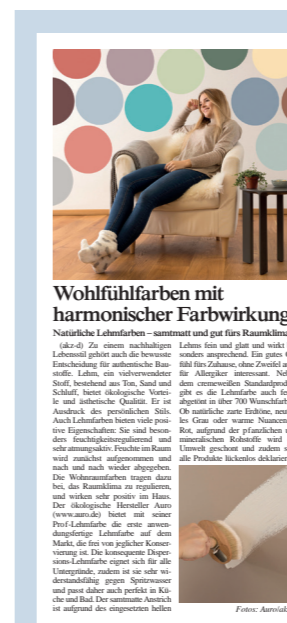 Wohlfühlfarben mit
harmonischer Farbwirkung
Natürliche Lehmfarben – samtmatt und gut fürs Raumklima
(akz-d) Zu einem nachhaltigen
Lebensstil gehört auch die bewusste
Entscheidung für authentische Bau-
stoffe. Lehm, ein vielverwendeter
Stoff, bestehend aus Ton, Sand und
Schluff, bietet ökologische Vortei-
le und ästhetische Qualität. Er ist
Ausdruck des persönlichen Stils.
Auch Lehmfarben bieten viele posi-
tive Eigenschaften: Sie sind beson-
ders feuchtigkeitsregulierend und
sehr atmungsaktiv. Feuchte im Raum
wird zunächst aufgenommen und
nach und nach wieder abgegeben.
Die Wohnraumfarben tragen dazu
bei, das Raumklima zu regulieren,
und wirken sehr positiv im Haus.
Der ökologische Hersteller Auro
(www.auro.de) bietet mit seiner
Prof-Lehmfarbe die erste anwen-
dungsfertige Lehmfarbe auf dem
Markt, die frei von jeglicher Konser-
vierung ist. Die konsequente Disper-
sions-Lehmfarbe eignet sich für alle
Untergründe, zudem ist sie sehr wi-
derstandsfähig gegen Spritzwasser
und passt daher auch perfekt in Kü-
che und Bad. Der samtmatte Anstrich
ist aufgrund des eingesetzten hellen
Lehms fein und glatt und wirkt
sonders ansprechend. Ein gutes
fühl fürs Zuhause, ohne Zweifel a
für Allergiker interessant. Ne
dem cremeweißen Standardprod
gibt es die Lehmfarbe auch fe
abgetönt in über 700 Wunschfar
Ob natürliche zarte Erdtöne, neu
les Grau oder warme Nuancen
Rot, aufgrund der pflanzlichen
mineralischen Rohstoffe wird
Umwelt geschont und zudem s
alle Produkte lückenlos deklarier
Fotos: Auro/ak